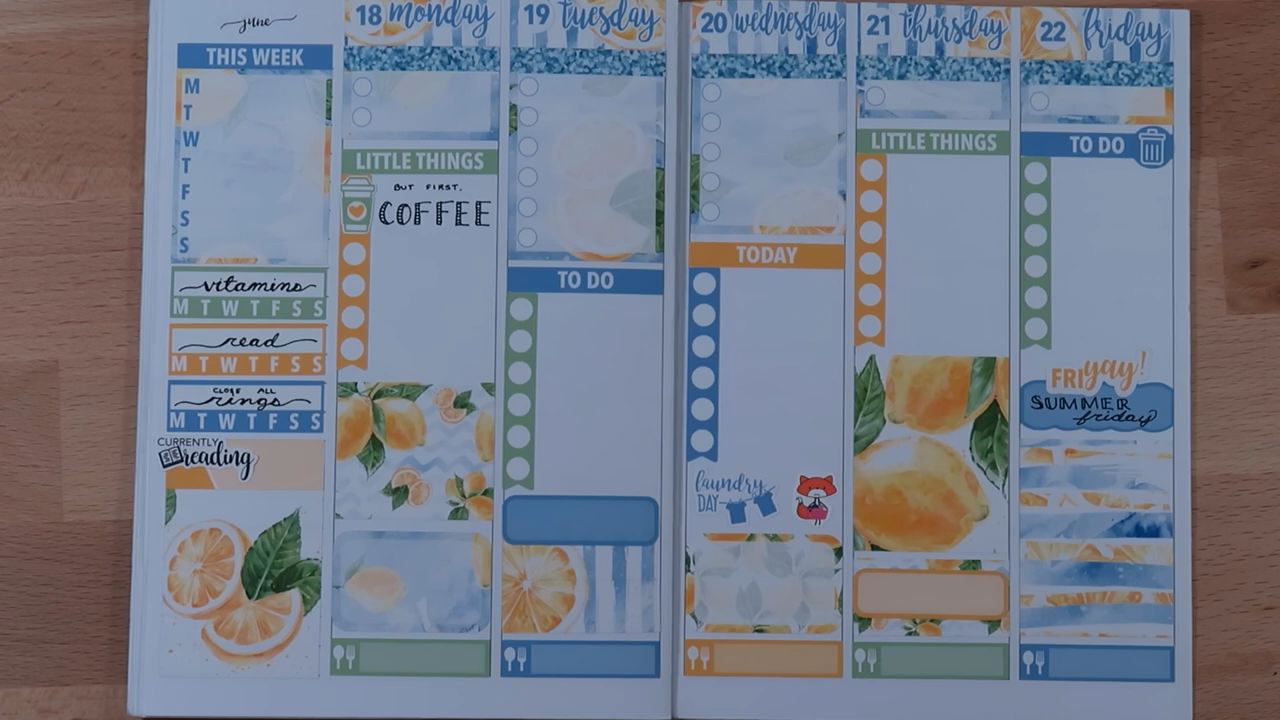 june
THIS WEEK
M
T
W
T
F
S
S
vitamins
M T W T F S S
read
M T W T F S S
CLOSE ALL
rings
M T W T F S S
CURRENTLY
reading
18 monday
LITTLE THINGS
BUT FIRST,
COFFEE
19 tuesday
TO DO
20 wednesday
TODAY
laundry
DAY
21 thursday
LITTLE THINGS
22 friday
TO DO
FRIyay!
SUMMER
friday